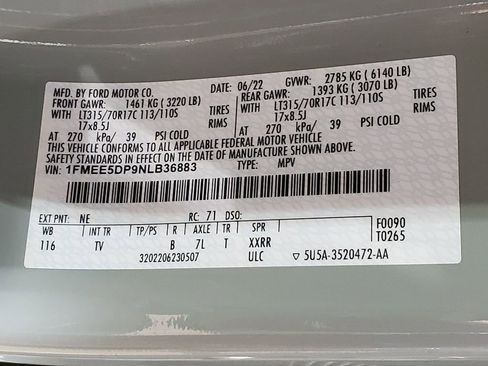 MFD. BY FORD MOTOR CO. DATE: 06/22 GVWR: 2785 KG (6140 LB)
FRONT GAWR: 1461 KG (3220 LB) REAR GAWR: 1393 KG (3070 LB)
WITH LT315/70R17C 113/110S TIRES WITH LT315/70R17C 113/110S TIRES
17x8.5J RIMS 17x8.5J RIMS
AT 270 kPa/ 39 PSI COLD AT 270 kPa/ 39 PSI COLD
THIS VEHICLE CONFORMS TO ALL APPLICABLE FEDERAL MOTOR VEHICLE
SAFETY STANDARDS IN EFFECT ON THE DATE OF MANUFACTURE SHOWN ABOVE.
VIN: 1FMEE5DP9NLB36883 TYPE: MPV
EXT PNT: NE RC: 71 DSO: F0090
WB INT TR TP/PS R AXLE TR SPR T0265
116 TV B 7L T XXRR
3202206230507 ULC ▽ 5U5A-3520472-AA